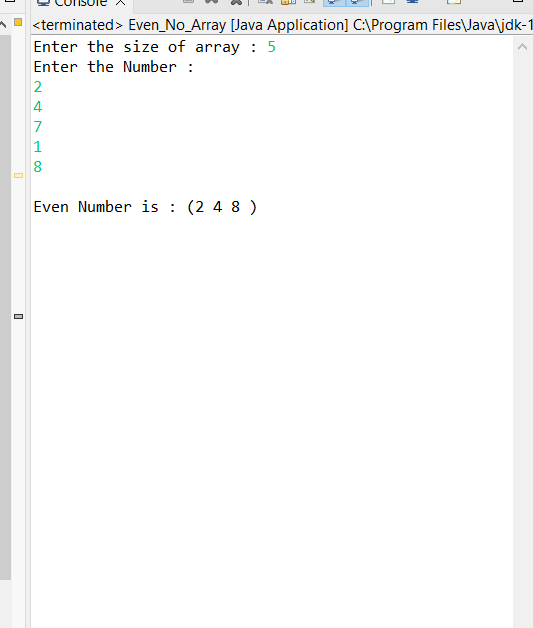 Console
<terminated> Even_No_Array [Java Application] C:\Program Files\Java\jdk-1
Enter the size of array : 5
Enter the Number :
2
4
7
1
8
Even Number is : (2 4 8 )